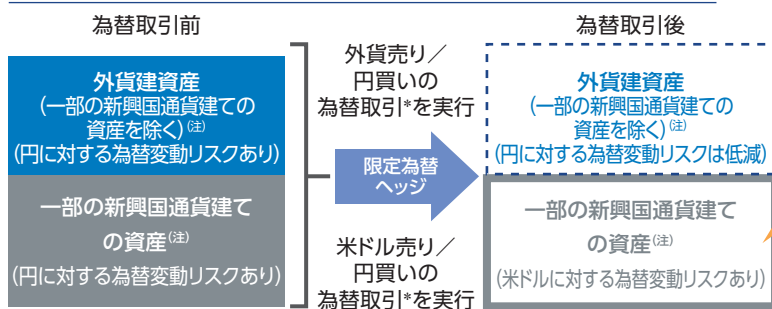 為替取引前
外貨建資産
(一部の新興国通貨建ての
資産を除く)(注)
(円に対する為替変動リスクあり)
一部の新興国通貨建て
の資産(注)
(円に対する為替変動リスクあり)
外貨売り／
円買いの
為替取引*を実行
限定為替
ヘッジ
米ドル売り／
円買いの
為替取引*を実行
為替取引後
外貨建資産
(一部の新興国通貨建ての
資産を除く)(注)
(円に対する為替変動リスクは低減)
一部の新興国通貨建て
の資産(注)
(米ドルに対する為替変動リスクあり)